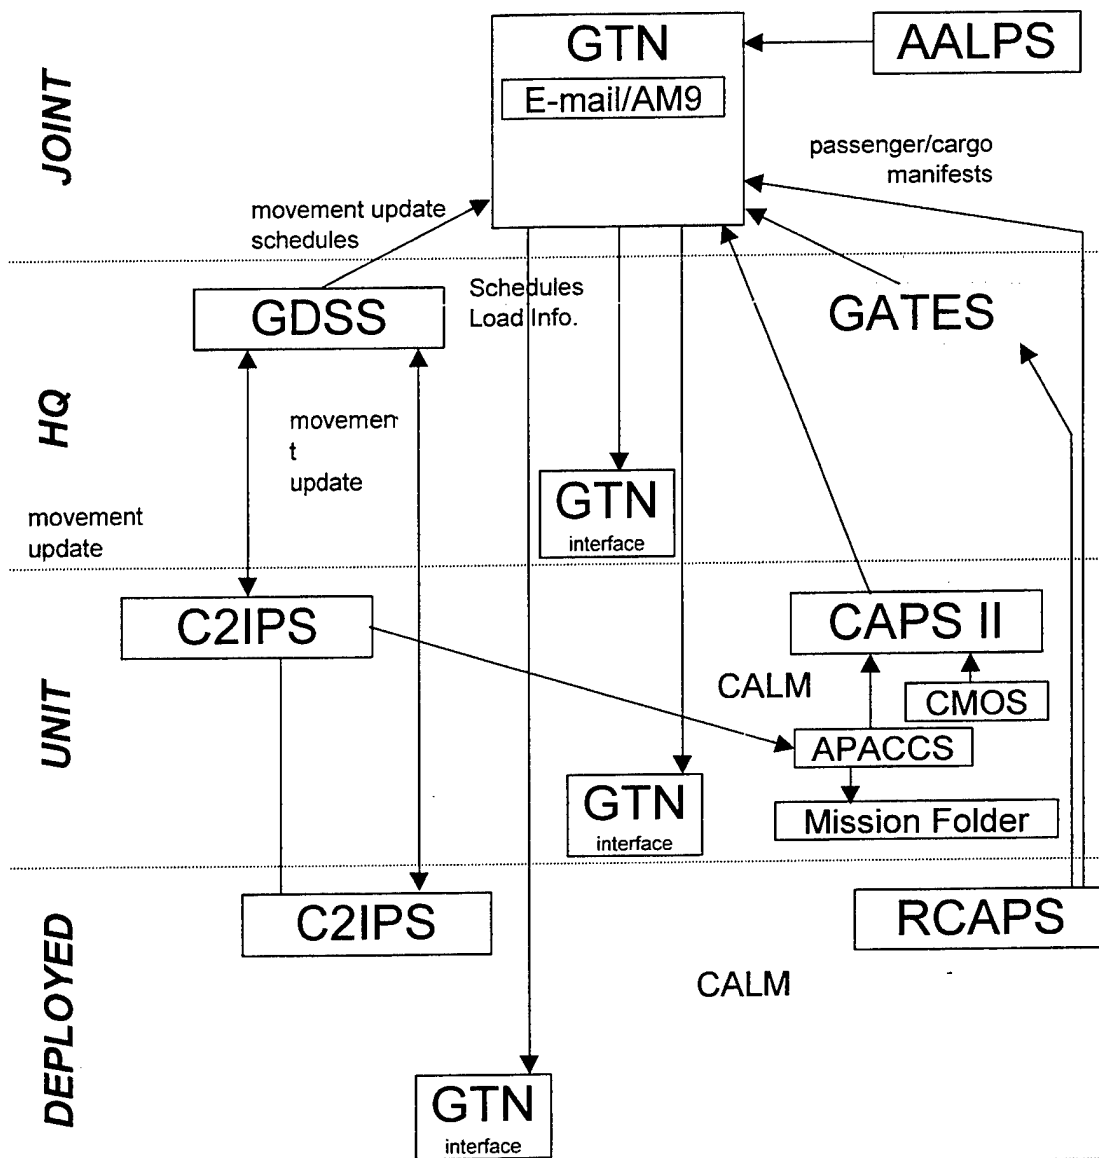 JOINT
GTN
E-mail/AM9
AALPS
passenger/cargo
manifests
movement update
schedules
HQ
GDSS
Schedules
Load Info.
GATES
movemen
t
update
movement
update
GTN
interface
UNIT
C2IPS
CAPS II
CALM
CMOS
APACCS
GTN
interface
Mission Folder
DEPLOYED
C2IPS
RCAPS
CALM
GTN
interface